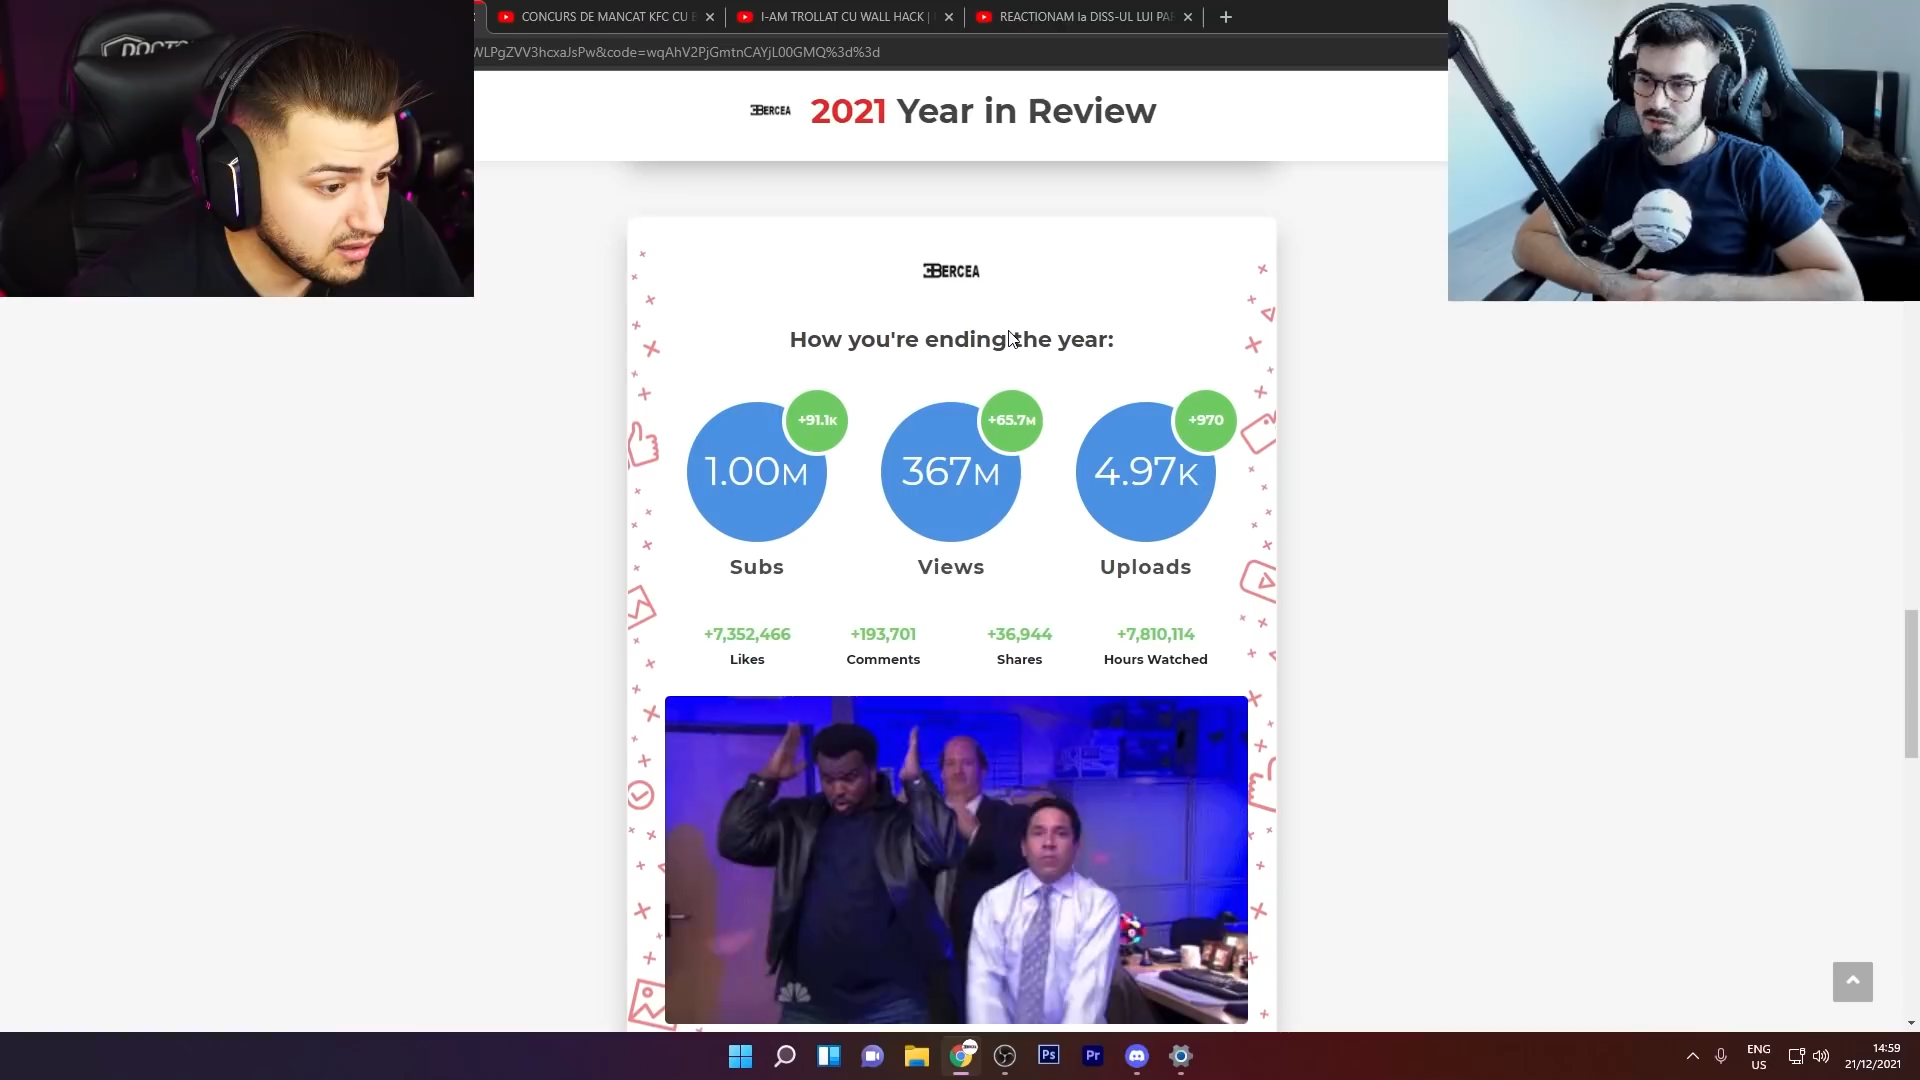 CONCURS DE MANCAT KFC CU
I-AM TROLLAT CU WALL HACK |
REACTIONAM la DISS-UL LUI PA
WLPgZVV3hcxaJsPw&code=wqAhV2PjGmtnCAYjL00GMQ%3d%3d
BERCEA 2021 Year in Review
BERCEA
How you're ending the year:
+91.1K +65.7M +970
1.00M 367M 4.97K
Subs Views Uploads
+7,352,466 +193,701 +36,944 +7,810,114
Likes Comments Shares Hours Watched
Ps Pr
ENG
US
14:59
21/12/2021